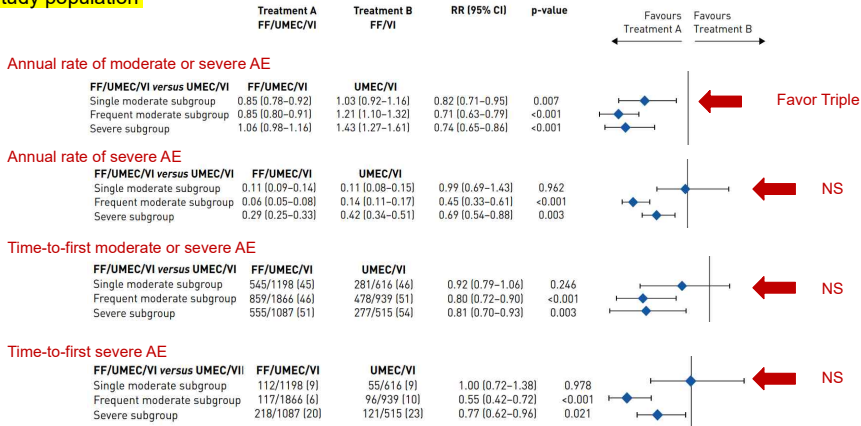 study population
Treatment A Treatment B RR (95% CI) p-value Favours Favours
FF/UMEC/VI FF/VI Treatment A Treatment B
Annual rate of moderate or severe AE
FF/UMEC/VI versus UMEC/VI FF/UMEC/VI UMEC/VI
Single moderate subgroup 0.85 (0.78–0.92) 1.03 (0.92–1.16) 0.82 (0.71–0.95) 0.007 Favor Triple
Frequent moderate subgroup 0.85 (0.80–0.91) 1.21 (1.10–1.32) 0.71 (0.63–0.79) <0.001
Severe subgroup 1.06 (0.98–1.16) 1.43 (1.27–1.61) 0.74 (0.65–0.86) <0.001
Annual rate of severe AE
FF/UMEC/VI versus UMEC/VI FF/UMEC/VI UMEC/VI
Single moderate subgroup 0.11 (0.09–0.14) 0.11 (0.08–0.15) 0.99 (0.69–1.43) 0.962 NS
Frequent moderate subgroup 0.06 (0.05–0.08) 0.14 (0.11–0.17) 0.45 (0.33–0.61) <0.001
Severe subgroup 0.29 (0.25–0.33) 0.42 (0.34–0.51) 0.69 (0.54–0.88) 0.003
Time-to-first moderate or severe AE
FF/UMEC/VI versus UMEC/VI FF/UMEC/VI UMEC/VI
Single moderate subgroup 545/1198 (45) 281/616 (46) 0.92 (0.79–1.06) 0.246 NS
Frequent moderate subgroup 859/1866 (46) 478/939 (51) 0.80 (0.72–0.90) <0.001
Severe subgroup 555/1087 (51) 277/515 (54) 0.81 (0.70–0.93) 0.003
Time-to-first severe AE
FF/UMEC/VI versus UMEC/VII FF/UMEC/VI UMEC/VI
Single moderate subgroup 112/1198 (9) 55/616 (9) 1.00 (0.72–1.38) 0.978 NS
Frequent moderate subgroup 117/1866 (6) 96/939 (10) 0.55 (0.42–0.72) <0.001
Severe subgroup 218/1087 (20) 121/515 (23) 0.77 (0.62–0.96) 0.021